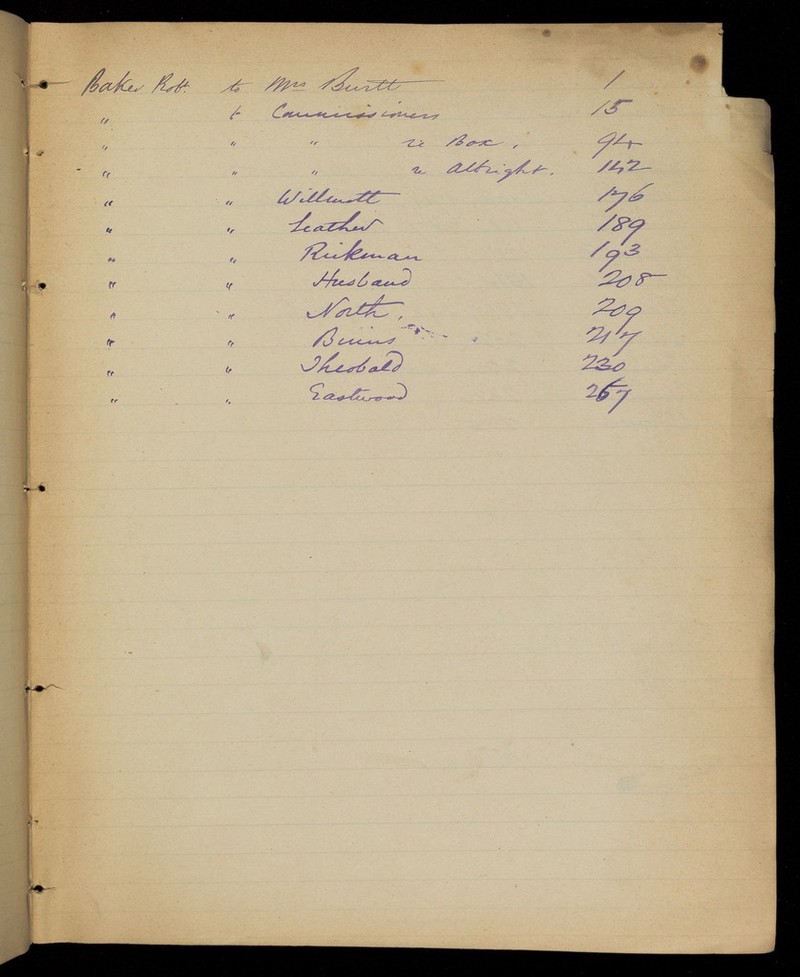 Baker Robt. to Mrs Burtt 1
" to Commissioners 15
" " " re Box. 94
" " " re Albright. 142
" " Willmott 176
" " Leather 189
" " Rickman 193
" " Husband 208
" " North. 209
" " Binns 217
" " Theobald 230
" " Eastwood 267